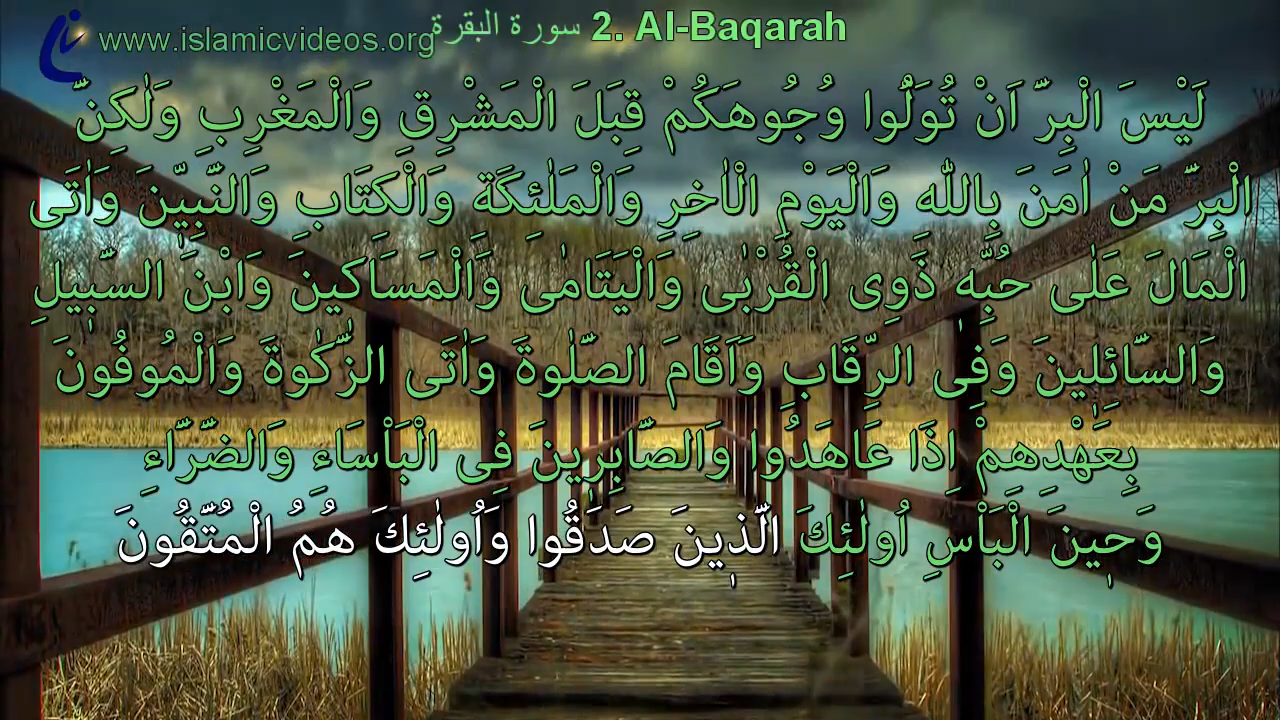 www.islamicvideos.org
سورة البقرة 2. Al-Baqarah
لَيْسَ الْبِرَّ اَنْ تُوَلُّوا وُجُوهَكُمْ قِبَلَ الْمَشْرِقِ وَالْمَغْرِبِ وَلٰكِنَّ
الْبِرَّ مَنْ اٰمَنَ بِاللّٰهِ وَالْيَوْمِ الْاٰخِرِ وَالْمَلٰئِكَةِ وَالْكِتَابِ وَالنَّبِيّٖنَ وَاٰتَى
الْمَالَ عَلٰى حُبِّهٖ ذَوِى الْقُرْبٰى وَالْيَتَامٰى وَالْمَسَاكٖينَ وَابْنَ السَّبٖيلِ
وَالسَّائِلٖينَ وَفِى الرِّقَابِ وَاَقَامَ الصَّلٰوةَ وَاٰتَى الزَّكٰوةَ وَالْمُوفُونَ
بِعَهْدِهِمْ اِذَا عَاهَدُوا وَالصَّابِرٖينَ فِى الْبَاْسَاءِ وَالضَّرَّاءِ
وَحٖينَ الْبَاْسِ اُولٰئِكَ الَّذٖينَ صَدَقُوا وَاُولٰئِكَ هُمُ الْمُتَّقُونَ